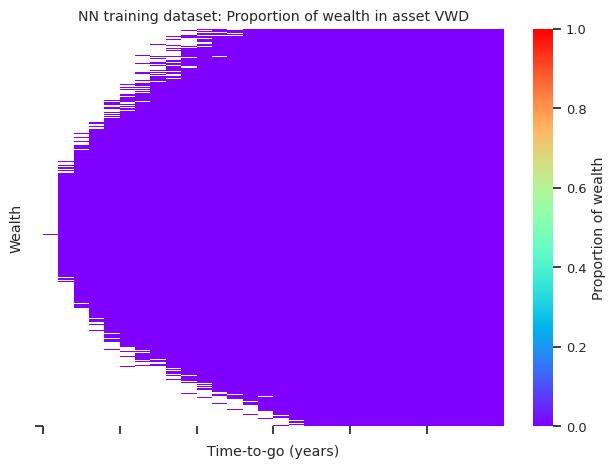 NN training dataset: Proportion of wealth in asset VWD
Wealth
Time-to-go (years)
1.0
0.8
0.6
0.4
0.2
0.0
Proportion of wealth